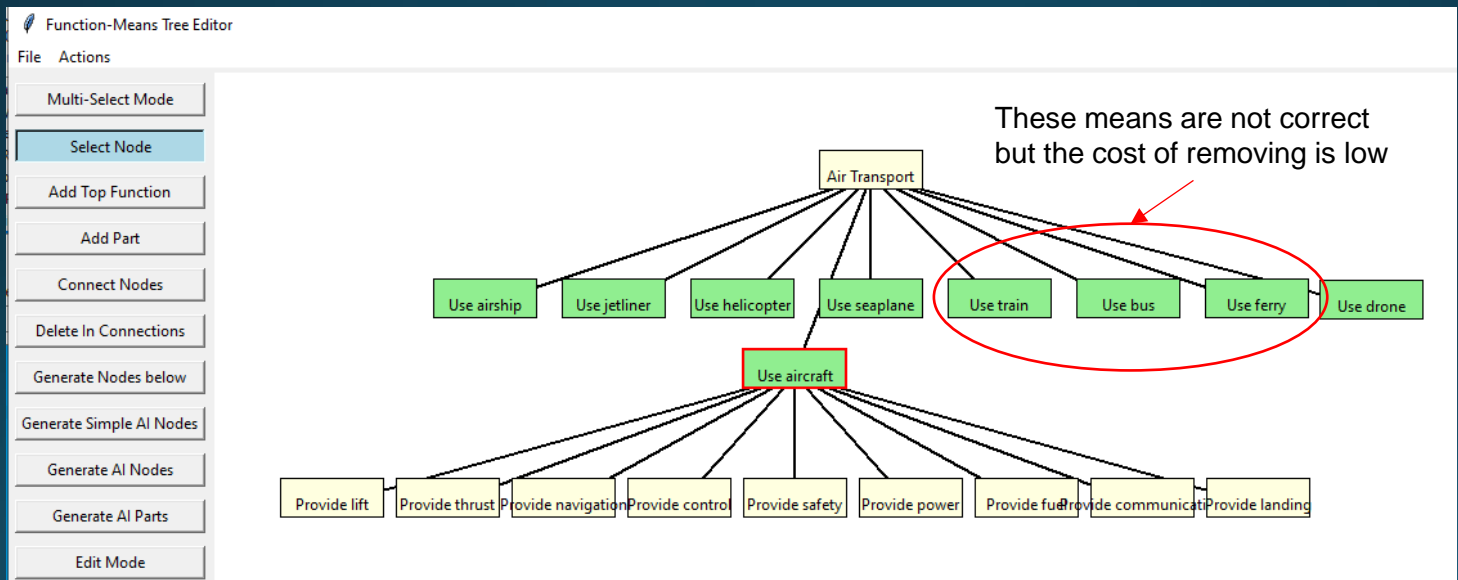 Function-Means Tree Editor
File Actions
Multi-Select Mode
Select Node
Add Top Function
Add Part
Connect Nodes
Delete In Connections
Generate Nodes below
Generate Simple AI Nodes
Generate AI Nodes
Generate AI Parts
Edit Mode
These means are not correct
but the cost of removing is low
Air Transport
Use airship Use jetliner Use helicopter Use seaplane Use train Use bus Use ferry Use drone
Use aircraft
Provide lift Provide thrust Provide navigation Provide control Provide safety Provide power Provide fuel Provide communicati Provide landing